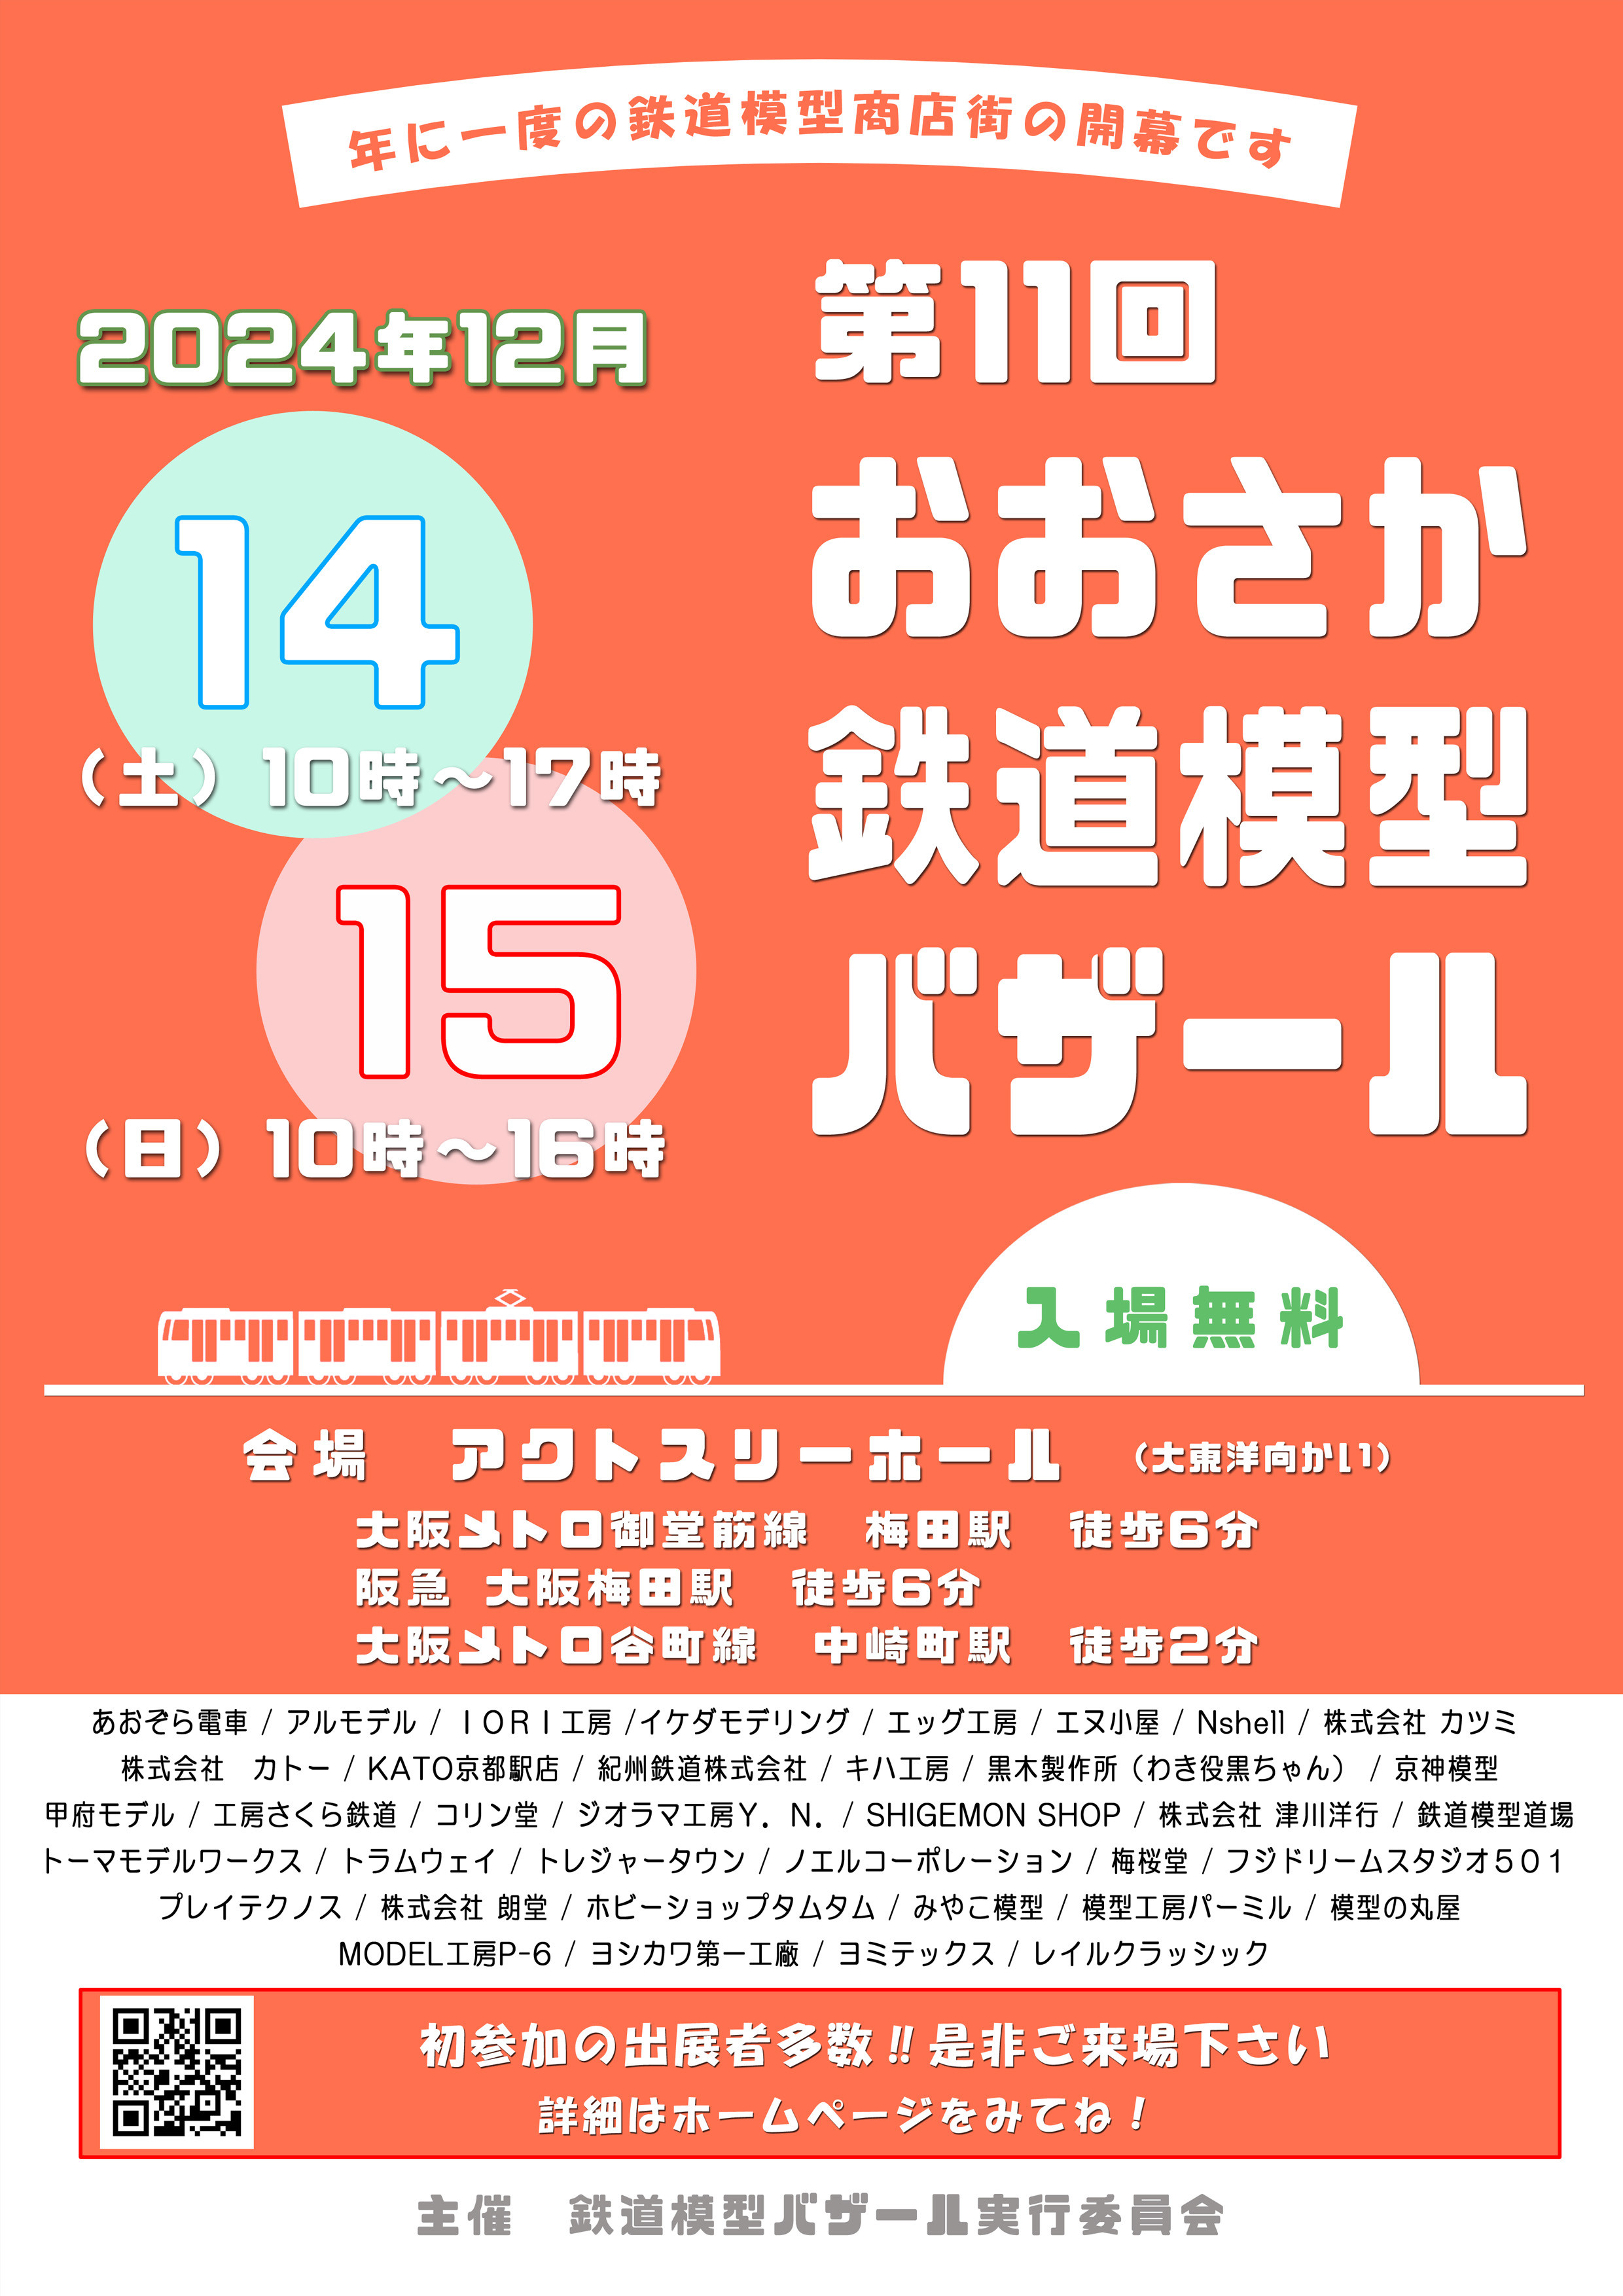 年に一度の鉄道模型商店街の開幕です
第11回
おおさか
鉄道模型
バザール
2024年12月
14
（土）10時～17時
15
（日）10時～16時
入場無料
会場　アクトスリーホール　（大東洋向かい）
大阪メトロ御堂筋線　梅田駅　徒歩6分
阪急 大阪梅田駅　徒歩6分
大阪メトロ谷町線　中崎町駅　徒歩2分
あおぞら電車 / アルモデル / ＩＯＲＩ工房 /イケダモデリング / エッグ工房 / エヌ小屋 / Nshell / 株式会社 カツミ
株式会社　カトー / KATO京都駅店 / 紀州鉄道株式会社 / キハ工房 / 黒木製作所（わき役黒ちゃん） / 京神模型
甲府モデル / 工房さくら鉄道 / コリン堂 / ジオラマ工房Ｙ．Ｎ．/ SHIGEMON SHOP / 株式会社 津川洋行 / 鉄道模型道場
トーマモデルワークス / トラムウェイ / トレジャータウン / ノエルコーポレーション / 梅桜堂 / フジドリームスタジオ５０１
プレイテクノス / 株式会社 朗堂 / ホビーショップタムタム / みやこ模型 / 模型工房パーミル / 模型の丸屋
MODEL工房P-6 / ヨシカワ第一工廠 / ヨミテックス / レイルクラッシック
初参加の出展者多数!!是非ご来場下さい
詳細はホームページをみてね！
主催　鉄道模型バザール実行委員会